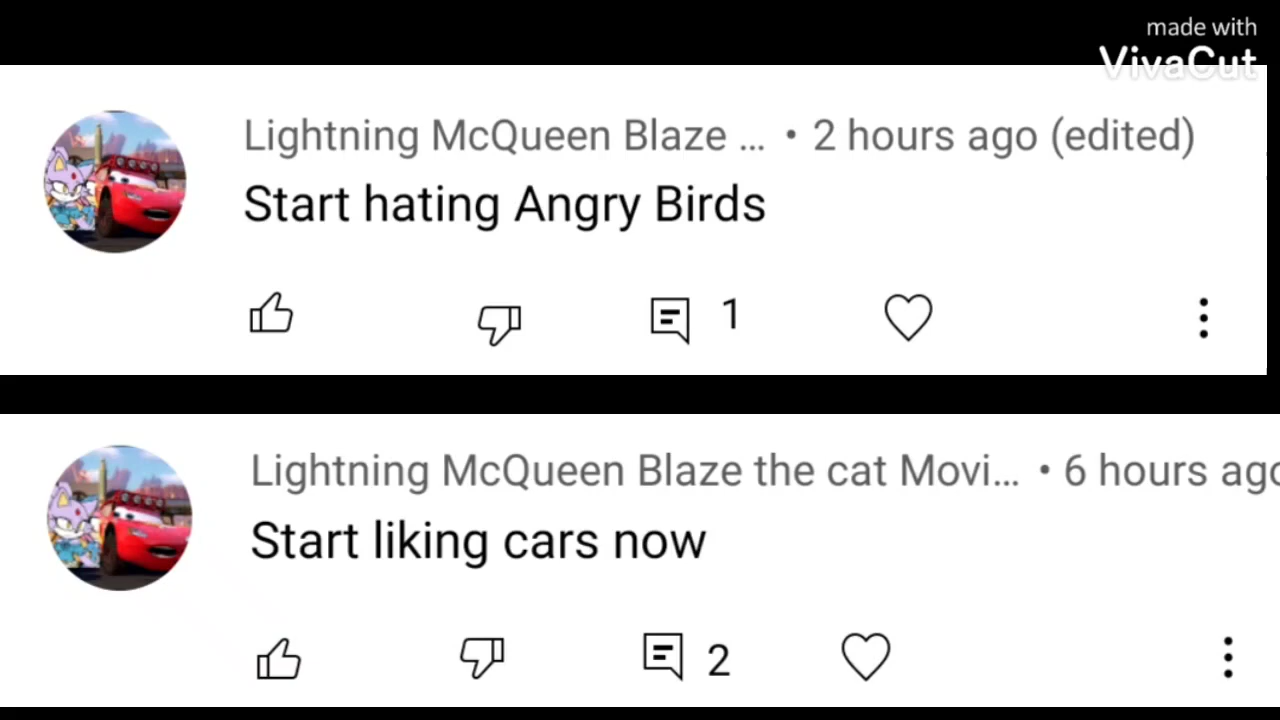 made with
VivaCut
Lightning McQueen Blaze ... • 2 hours ago (edited)
Start hating Angry Birds
1
Lightning McQueen Blaze the cat Movi... • 6 hours ago
Start liking cars now
2